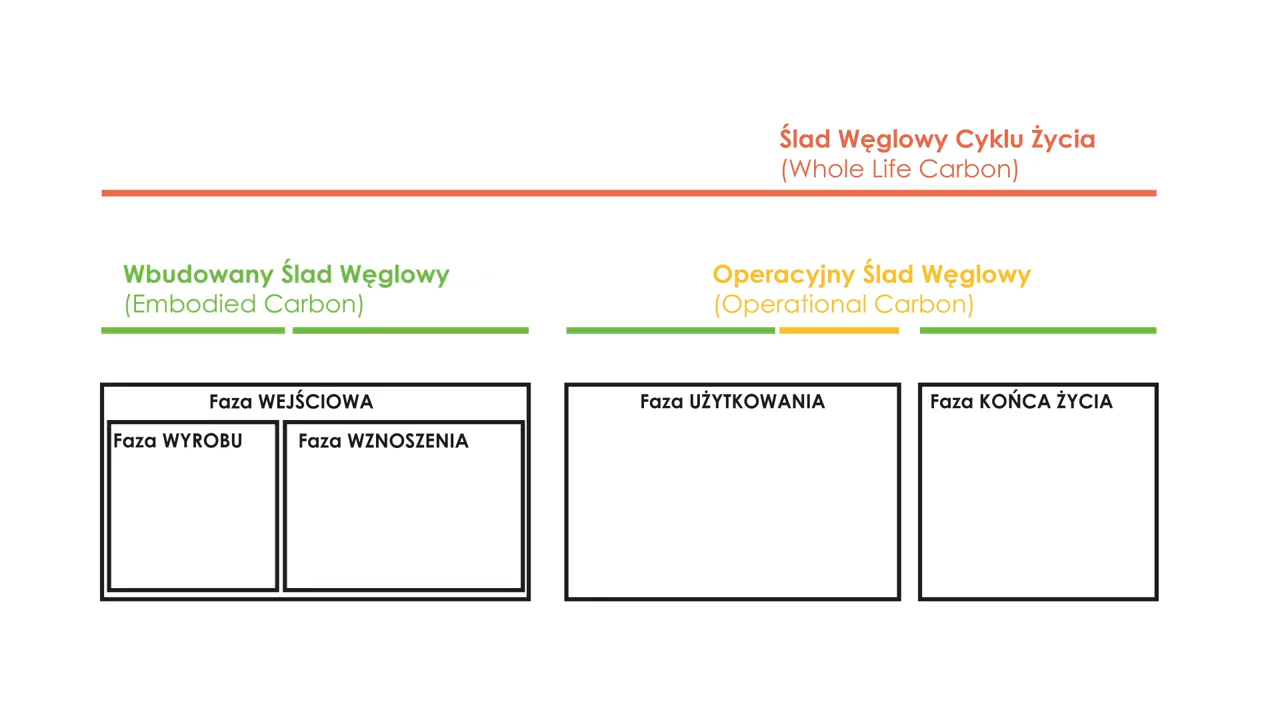 Ślad Węglowy Cyklu Życia
(Whole Life Carbon)
Wbudowany Ślad Węglowy
(Embodied Carbon)
Operacyjny Ślad Węglowy
(Operational Carbon)
Faza WEJŚCIOWA
Faza WYROBU
Faza WZNOSZENIA
Faza UŻYTKOWANIA
Faza KOŃCA ŻYCIA